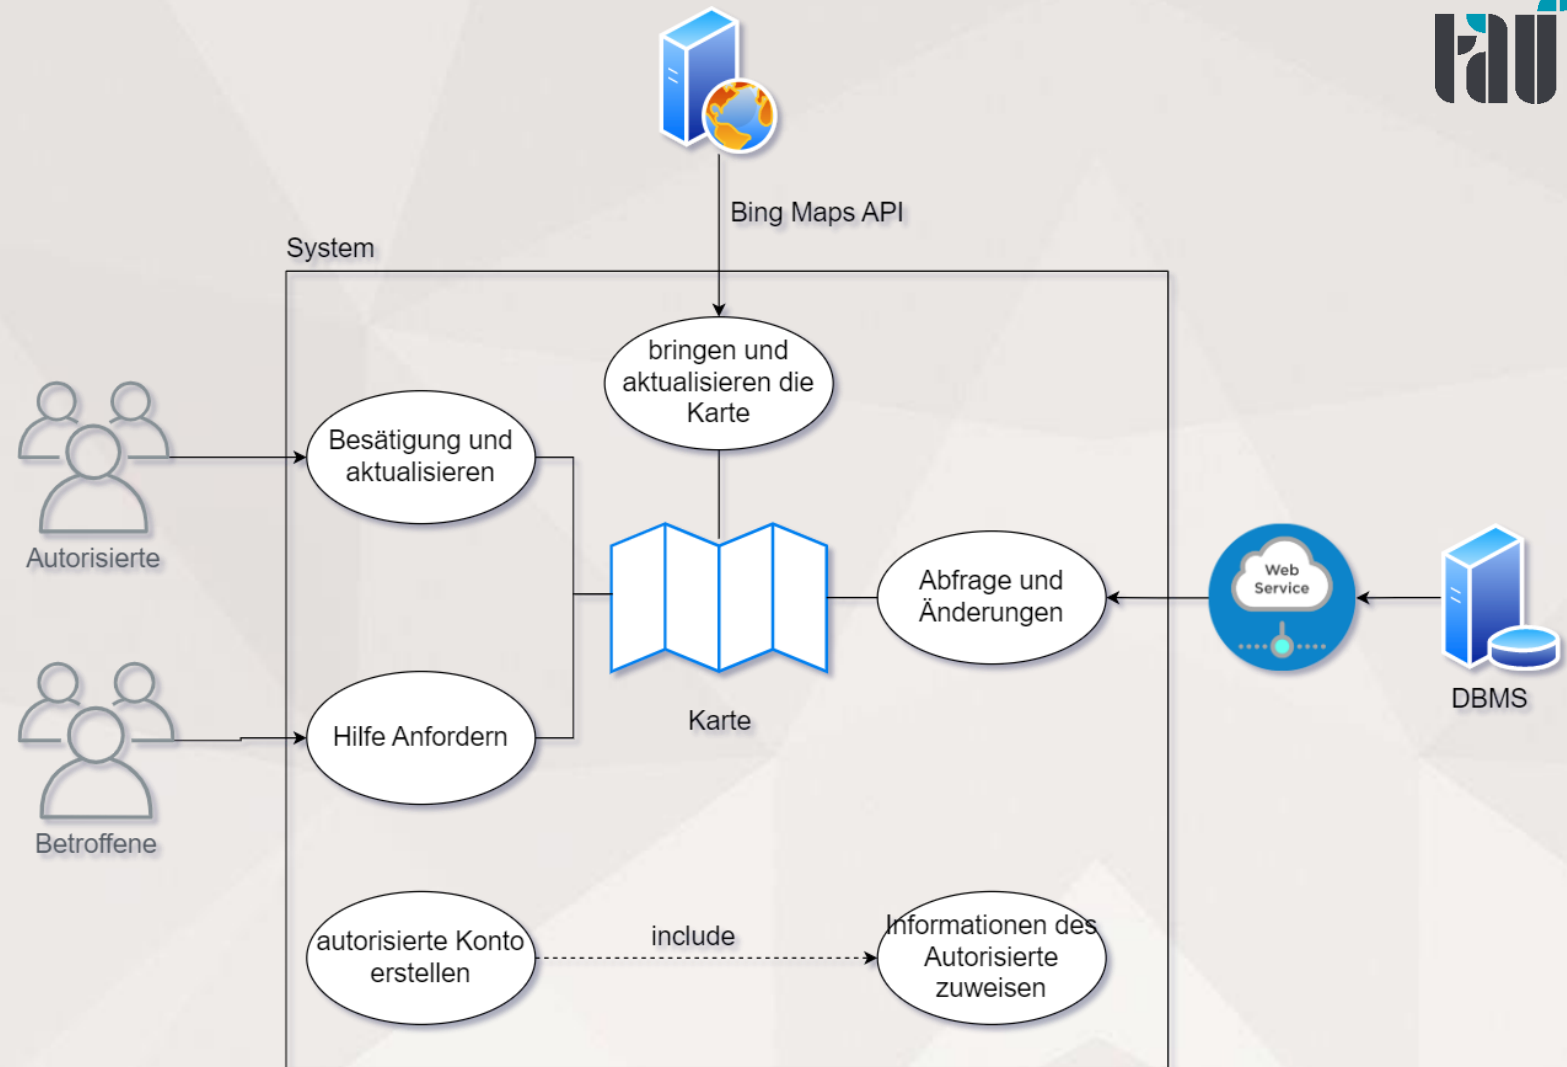 tau
Bing Maps API
System
bringen und
aktualisieren die
Karte
Besätigung und
aktualisieren
Autorisierte
Abfrage und
Änderungen
Web
Service
DBMS
Karte
Hilfe Anfordern
Betroffene
autorisierte Konto
erstellen
include
Informationen des
Autorisierte
zuweisen